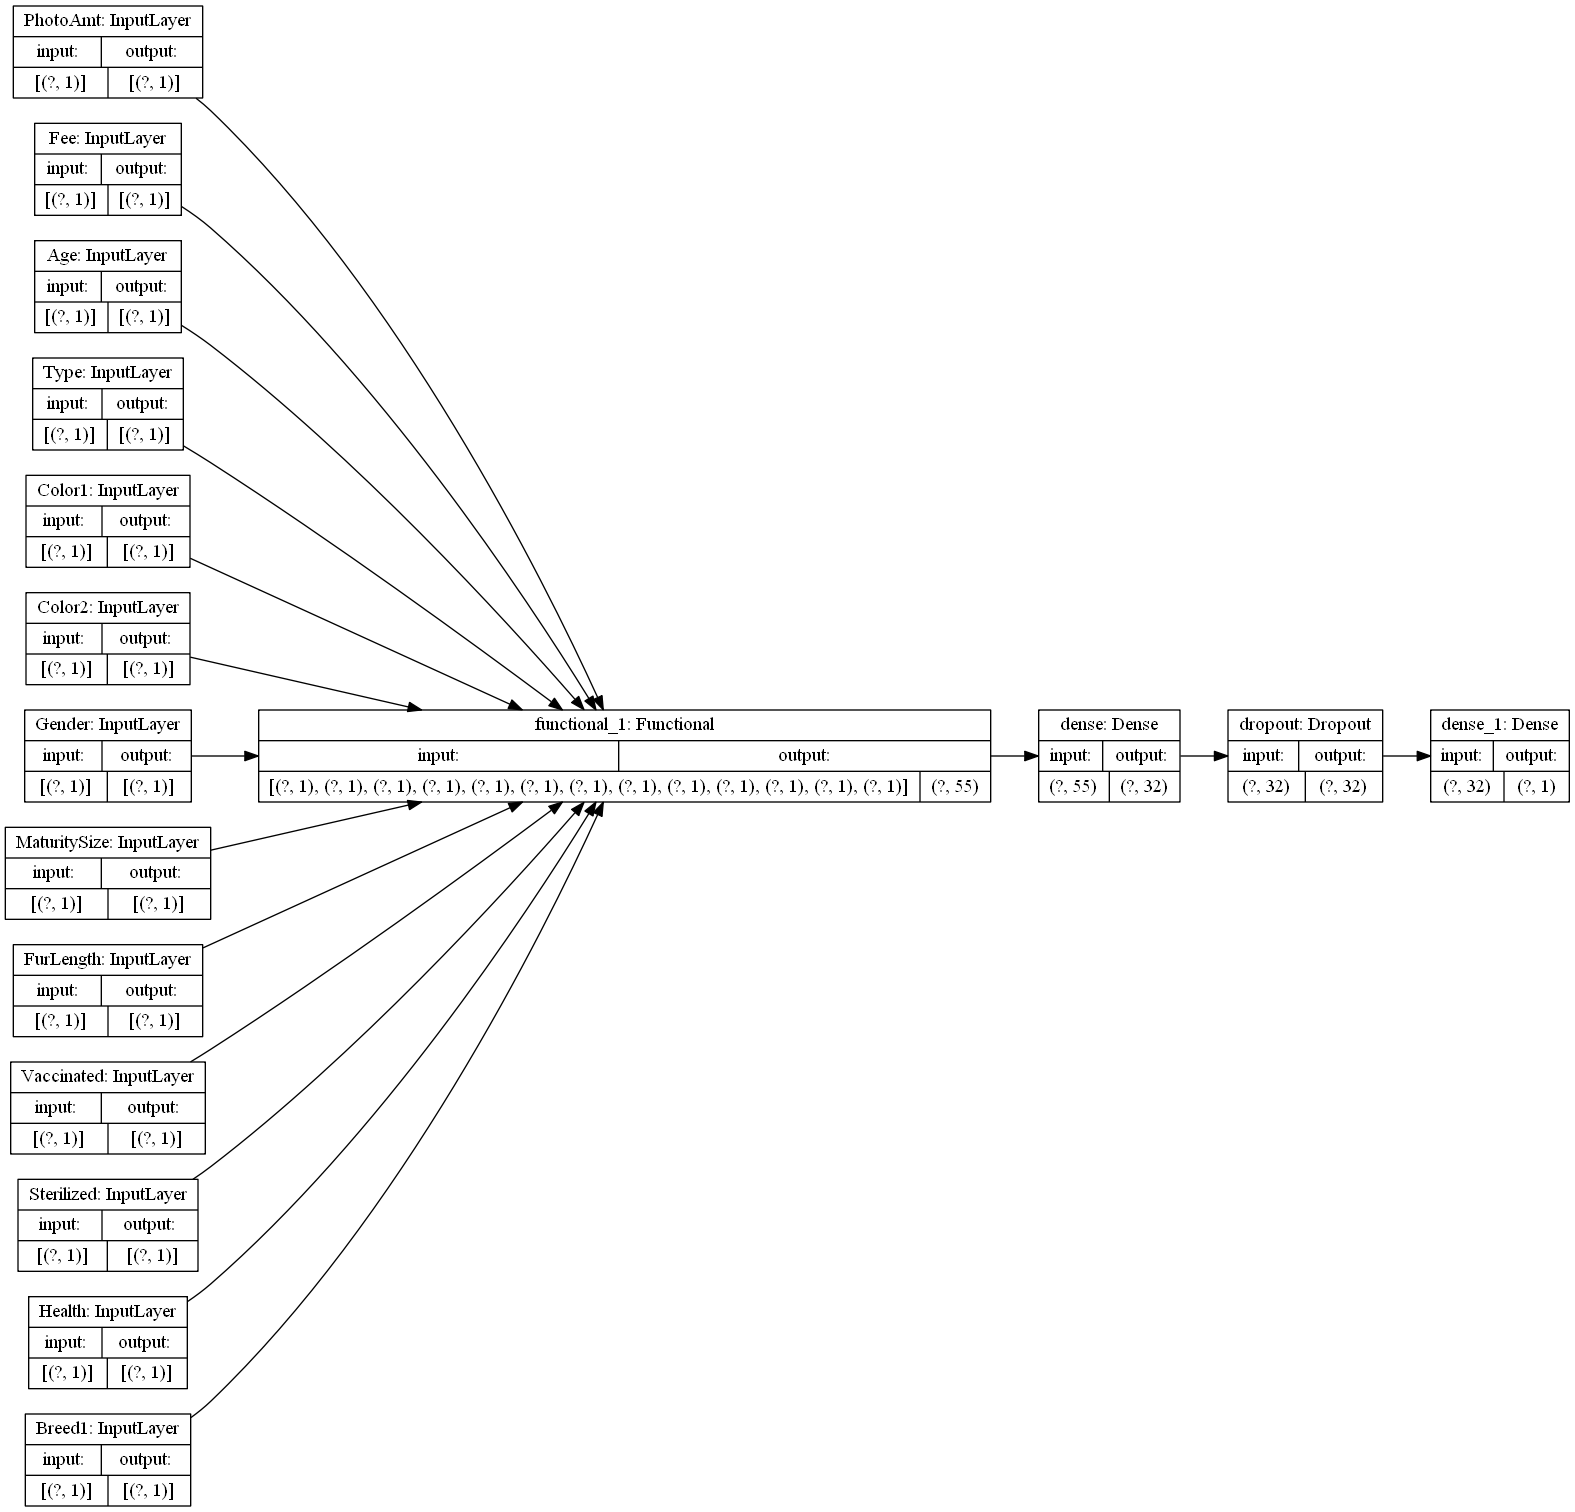 PhotoAmt: InputLayer
input: output:
[(?, 1)] [(?, 1)]
Fee: InputLayer
input: output:
[(?, 1)] [(?, 1)]
Age: InputLayer
input: output:
[(?, 1)] [(?, 1)]
Type: InputLayer
input: output:
[(?, 1)] [(?, 1)]
Color1: InputLayer
input: output:
[(?, 1)] [(?, 1)]
Color2: InputLayer
input: output:
[(?, 1)] [(?, 1)]
Gender: InputLayer
input: output:
[(?, 1)] [(?, 1)]
functional_1: Functional
input: output:
[(?, 1), (?, 1), (?, 1), (?, 1), (?, 1), (?, 1), (?, 1), (?, 1), (?, 1), (?, 1), (?, 1), (?, 1), (?, 1)] (?, 55)
dense: Dense
input: output:
(?, 55) (?, 32)
dropout: Dropout
input: output:
(?, 32) (?, 32)
dense_1: Dense
input: output:
(?, 32) (?, 1)
MaturitySize: InputLayer
input: output:
[(?, 1)] [(?, 1)]
FurLength: InputLayer
input: output:
[(?, 1)] [(?, 1)]
Vaccinated: InputLayer
input: output:
[(?, 1)] [(?, 1)]
Sterilized: InputLayer
input: output:
[(?, 1)] [(?, 1)]
Health: InputLayer
input: output:
[(?, 1)] [(?, 1)]
Breed1: InputLayer
input: output:
[(?, 1)] [(?, 1)]